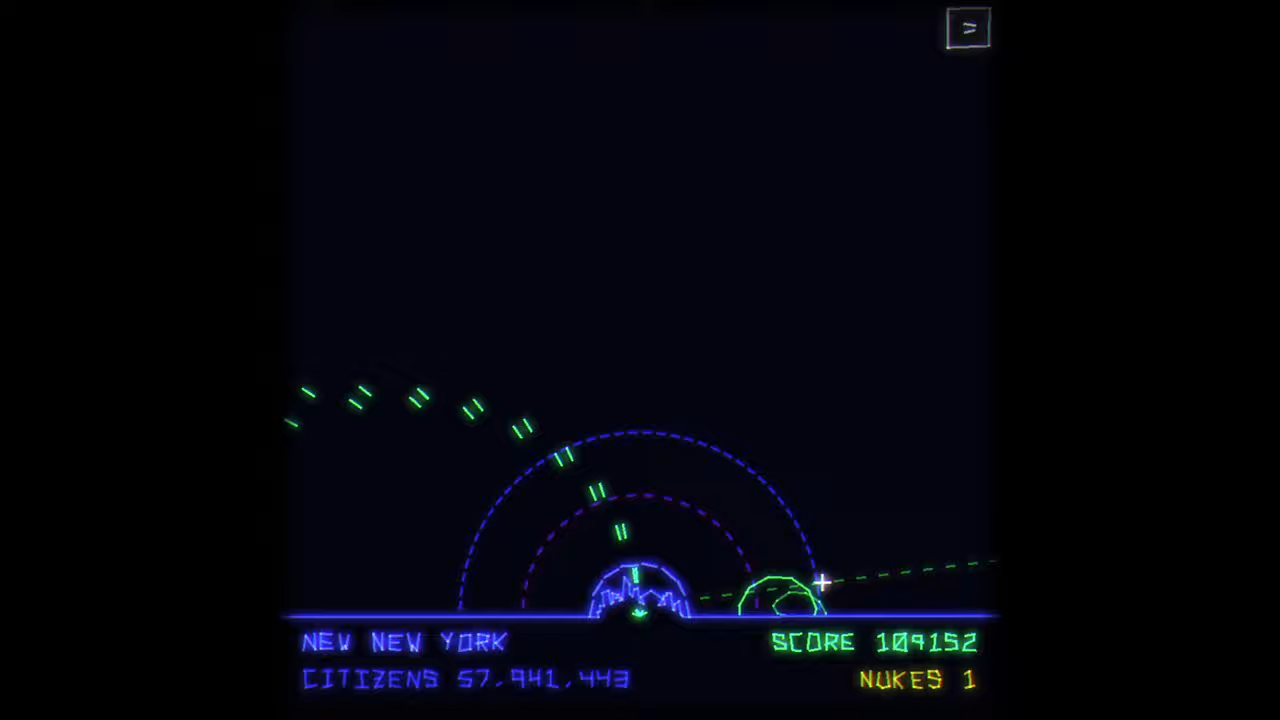 >
NEW NEW YORK
SCORE 109152
CITIZENS 57,941,443
NUKES 1